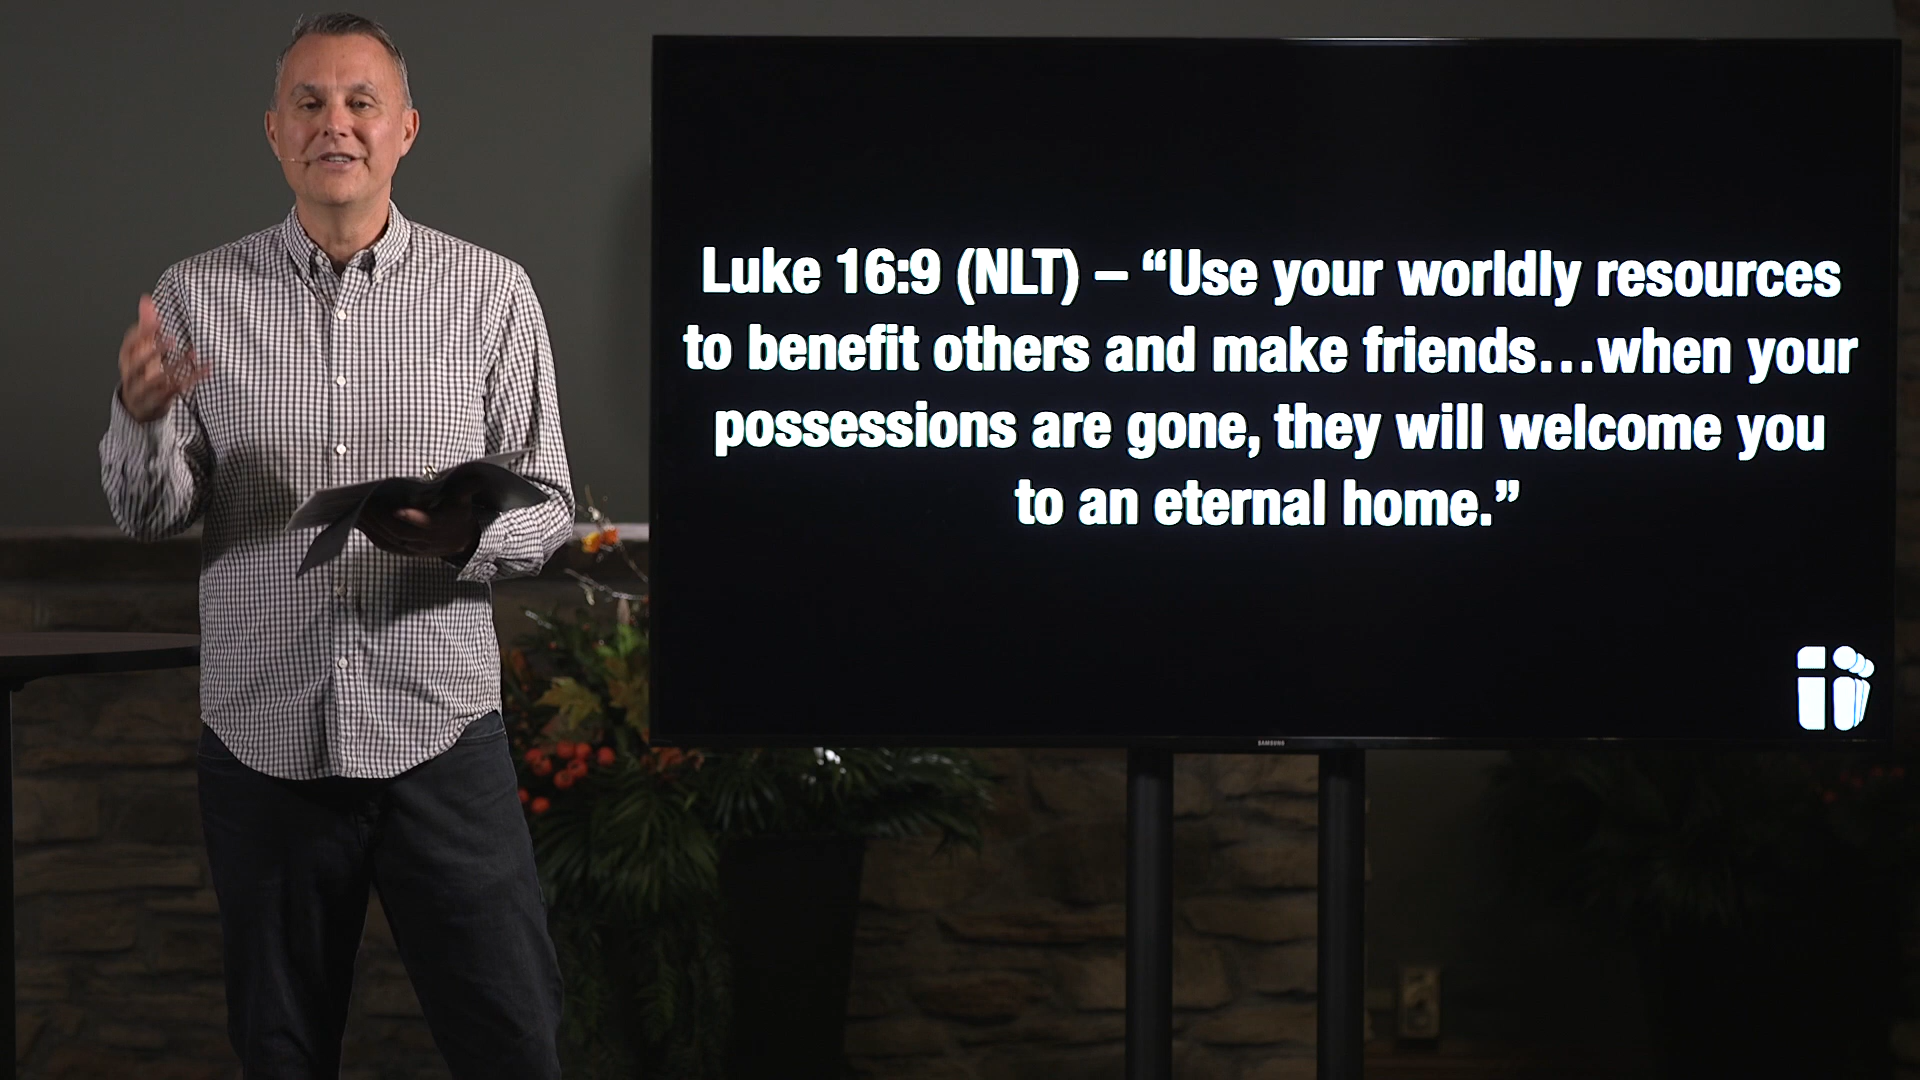 Luke 16:9 (NLT) – “Use your worldly resources
to benefit others and make friends…when your
possessions are gone, they will welcome you
to an eternal home.”
SAMSUNG